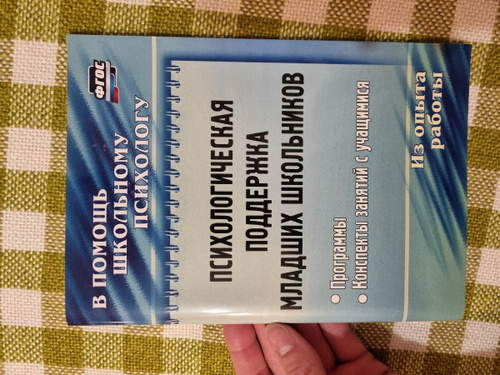 ФГОС
В ПОМОЩЬ
ШКОЛЬНОМУ
ПСИХОЛОГУ
ПСИХОЛОГИЧЕСКАЯ
ПОДДЕРЖКА
МЛАДШИХ ШКОЛЬНИКОВ
● Программы
● Конспекты занятий с учащимися
Из опыта
работы